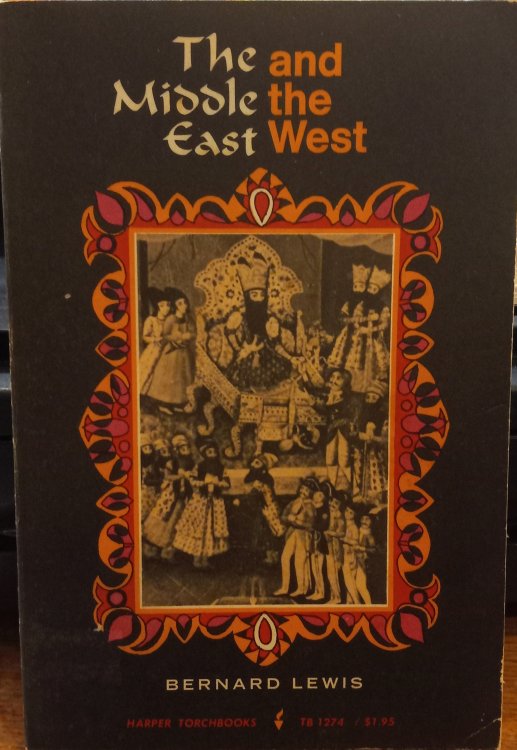 The and
Middle the
East West
BERNARD LEWIS
HARPER TORCHBOOKS TB 1274 / $1.95